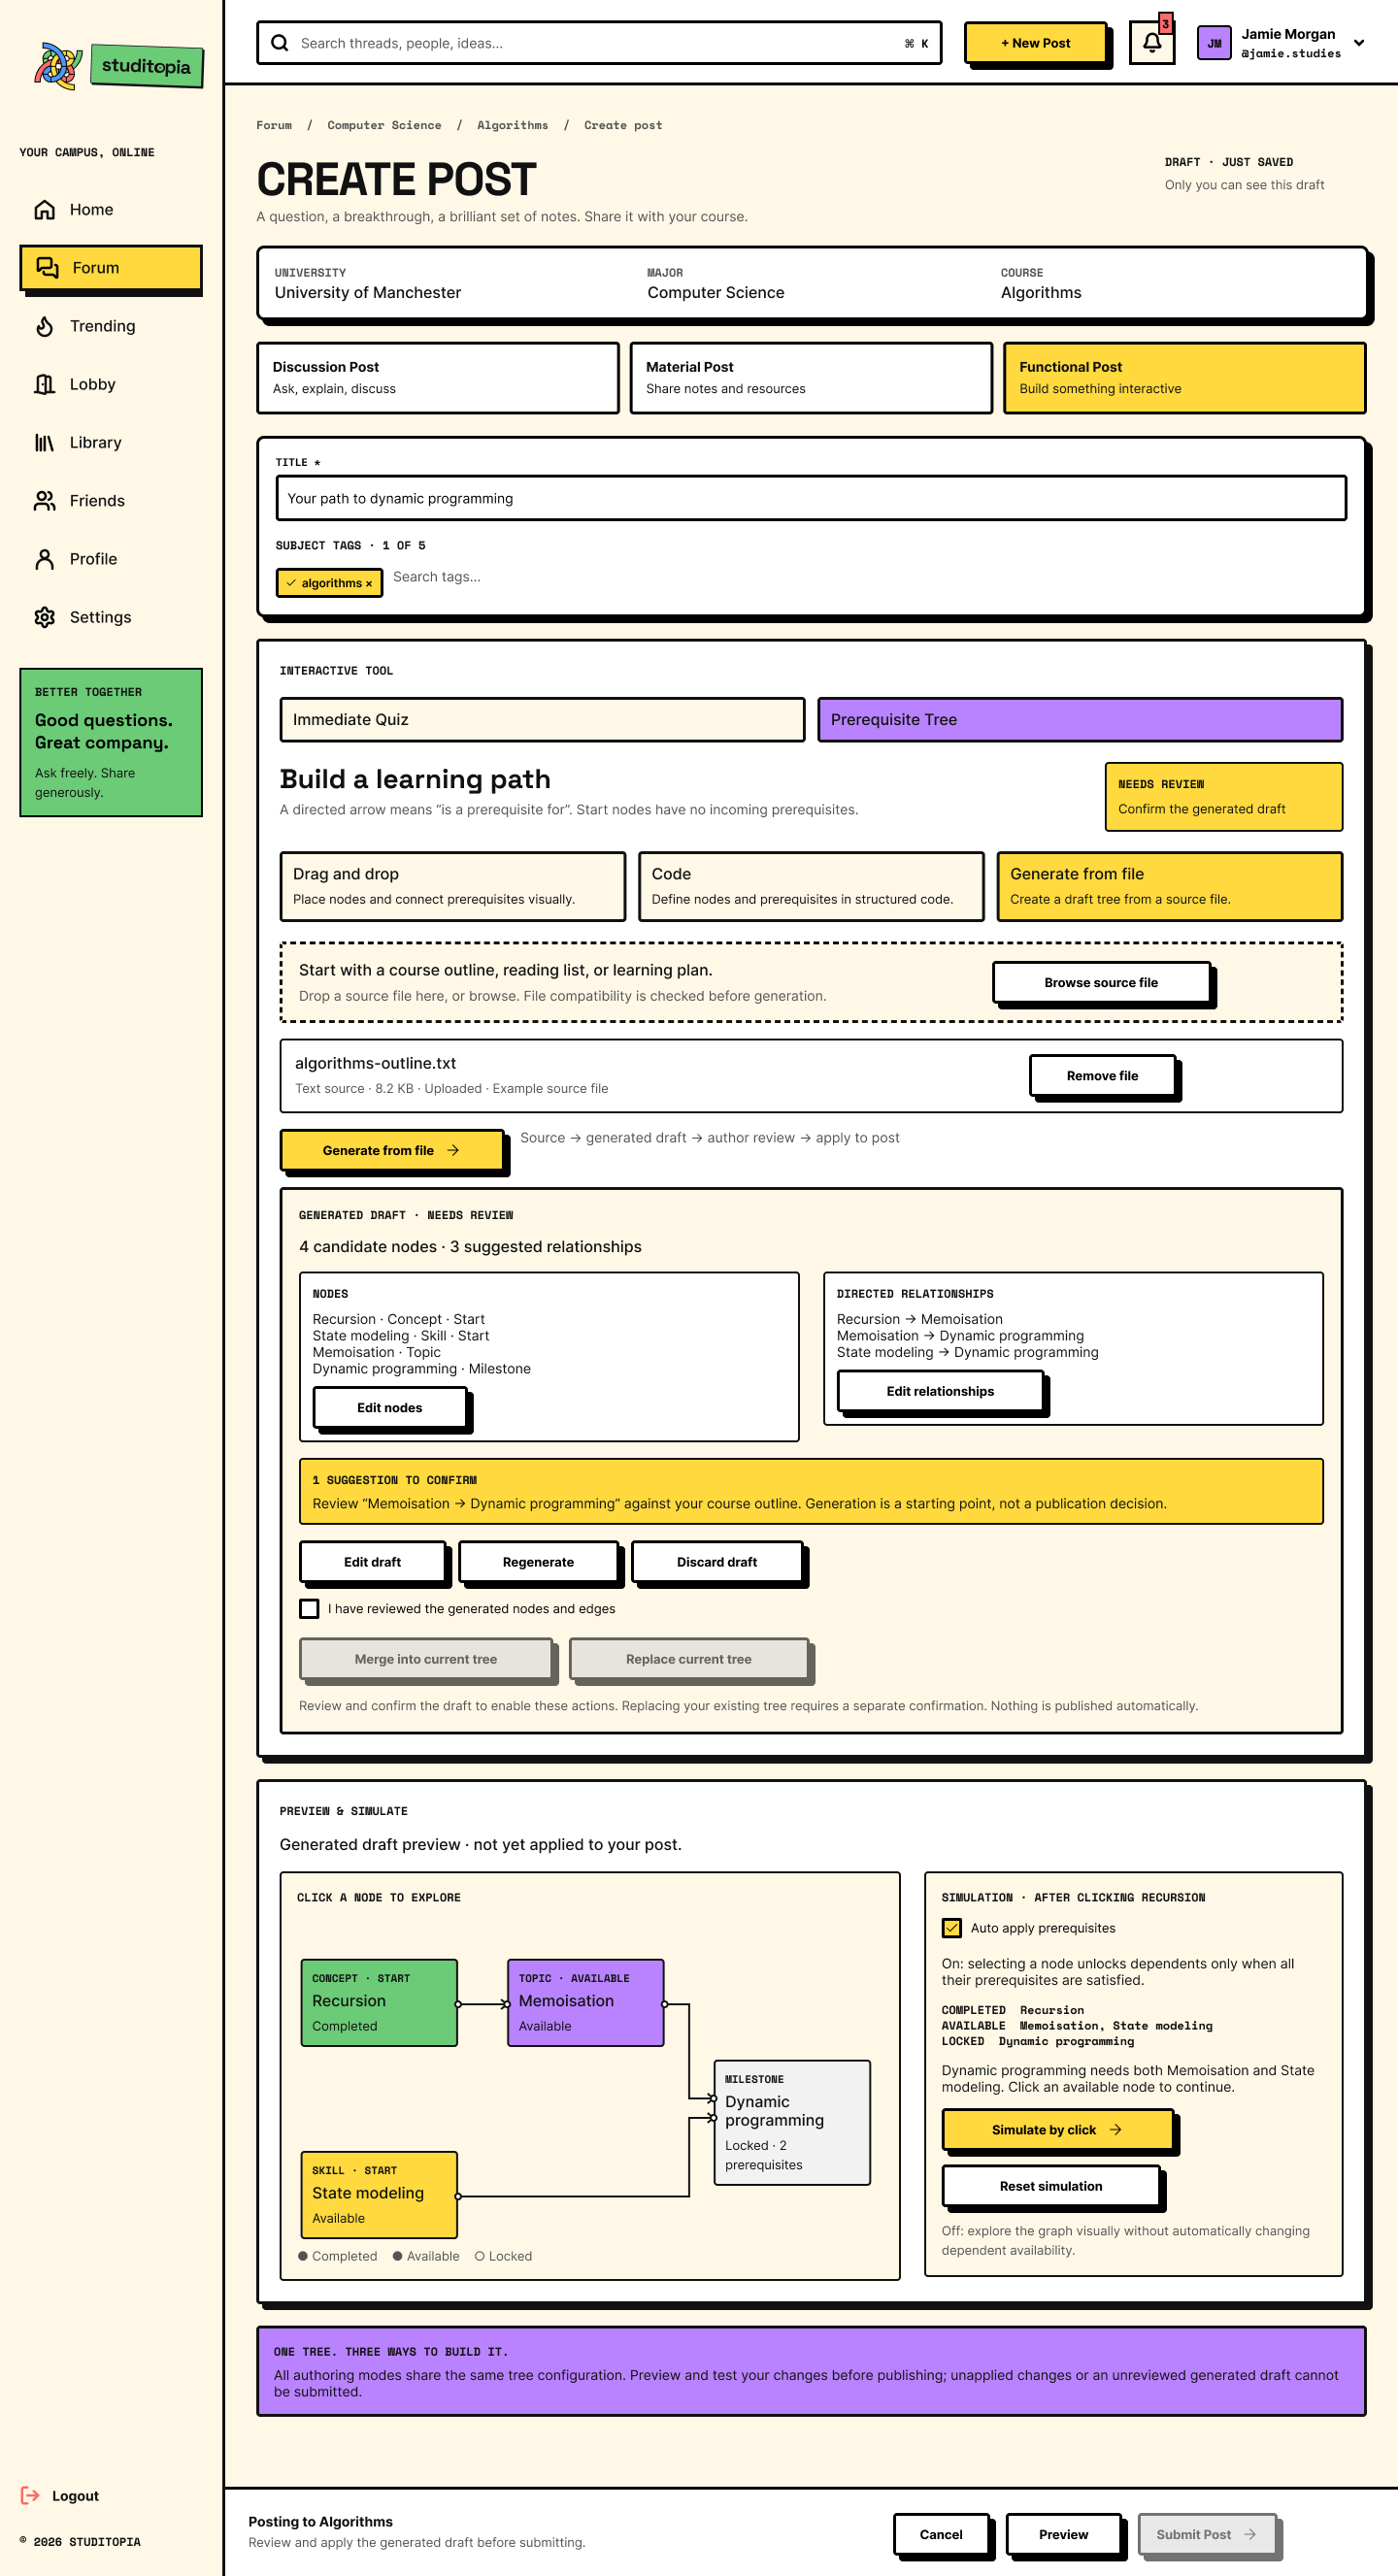 studitopia
Search threads, people, ideas...
⌘ K
+ New Post
3
JM
Jamie Morgan
@jamie.studies
YOUR CAMPUS, ONLINE
Home
Forum
Trending
Lobby
Library
Friends
Profile
Settings
BETTER TOGETHER
Good questions.
Great company.
Ask freely. Share
generously.
Logout
© 2026 STUDITOPIA
Forum / Computer Science / Algorithms / Create post
CREATE POST
A question, a breakthrough, a brilliant set of notes. Share it with your course.
DRAFT · JUST SAVED
Only you can see this draft
UNIVERSITY
University of Manchester
MAJOR
Computer Science
COURSE
Algorithms
Discussion Post
Ask, explain, discuss
Material Post
Share notes and resources
Functional Post
Build something interactive
TITLE *
Your path to dynamic programming
SUBJECT TAGS · 1 OF 5
✓ algorithms ×
Search tags...
INTERACTIVE TOOL
Immediate Quiz
Prerequisite Tree
Build a learning path
A directed arrow means “is a prerequisite for”. Start nodes have no incoming prerequisites.
NEEDS REVIEW
Confirm the generated draft
Drag and drop
Place nodes and connect prerequisites visually.
Code
Define nodes and prerequisites in structured code.
Generate from file
Create a draft tree from a source file.
Start with a course outline, reading list, or learning plan.
Drop a source file here, or browse. File compatibility is checked before generation.
Browse source file
algorithms-outline.txt
Text source · 8.2 KB · Uploaded · Example source file
Remove file
Generate from file →
Source → generated draft → author review → apply to post
GENERATED DRAFT · NEEDS REVIEW
4 candidate nodes · 3 suggested relationships
NODES
Recursion · Concept · Start
State modeling · Skill · Start
Memoisation · Topic
Dynamic programming · Milestone
Edit nodes
DIRECTED RELATIONSHIPS
Recursion → Memoisation
Memoisation → Dynamic programming
State modeling → Dynamic programming
Edit relationships
1 SUGGESTION TO CONFIRM
Review “Memoisation → Dynamic programming” against your course outline. Generation is a starting point, not a publication decision.
Edit draft
Regenerate
Discard draft
I have reviewed the generated nodes and edges
Merge into current tree
Replace current tree
Review and confirm the draft to enable these actions. Replacing your existing tree requires a separate confirmation. Nothing is published automatically.
PREVIEW & SIMULATE
Generated draft preview · not yet applied to your post.
CLICK A NODE TO EXPLORE
CONCEPT · START
Recursion
Completed
TOPIC · AVAILABLE
Memoisation
Available
MILESTONE
Dynamic
programming
Locked · 2
prerequisites
SKILL · START
State modeling
Available
● Completed ● Available ○ Locked
SIMULATION · AFTER CLICKING RECURSION
Auto apply prerequisites
On: selecting a node unlocks dependents only when all
their prerequisites are satisfied.
COMPLETED Recursion
AVAILABLE Memoisation, State modeling
LOCKED Dynamic programming
Dynamic programming needs both Memoisation and State
modeling. Click an available node to continue.
Simulate by click →
Reset simulation
Off: explore the graph visually without automatically changing
dependent availability.
ONE TREE. THREE WAYS TO BUILD IT.
All authoring modes share the same tree configuration. Preview and test your changes before publishing; unapplied changes or an unreviewed generated draft cannot
be submitted.
Posting to Algorithms
Review and apply the generated draft before submitting.
Cancel
Preview
Submit Post →